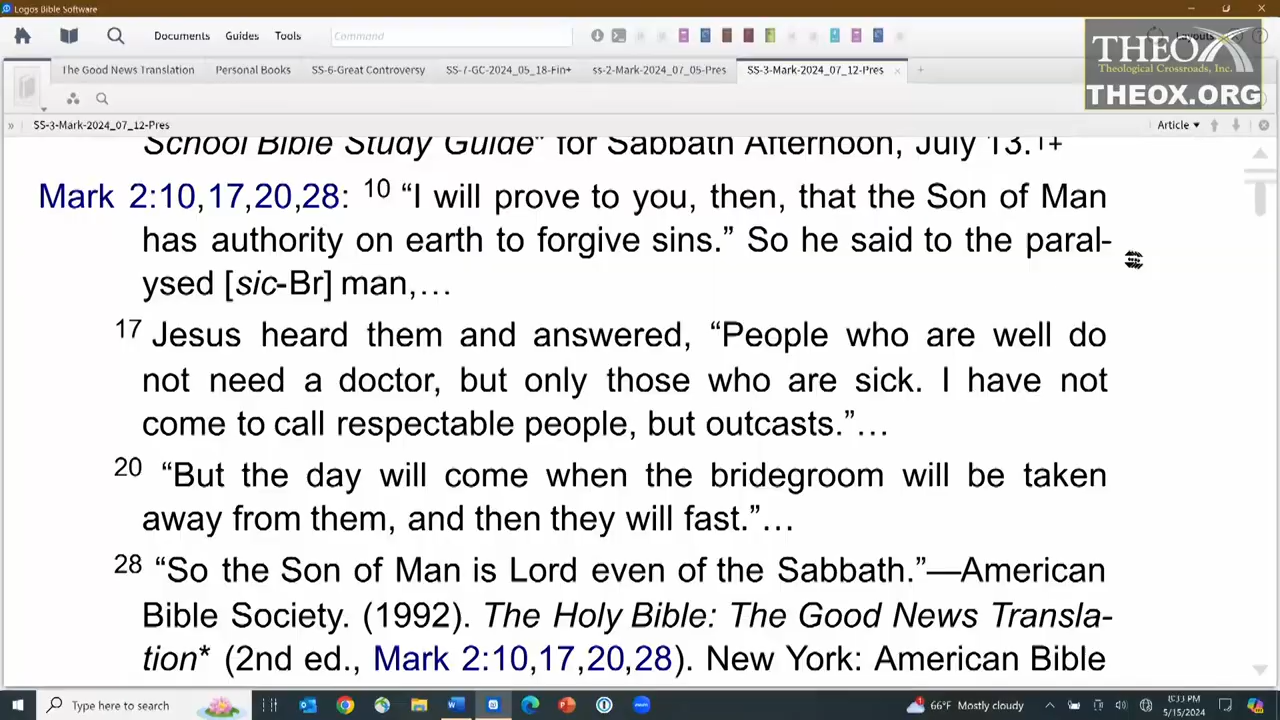 Logos Bible Software
Documents Guides Tools Command Layouts
THEOX
Theological Crossroads, Inc.
THEOX.ORG
The Good News Translation Personal Books SS-6-Great Controvers 05_18-Fin+ ss-2-Mark-2024_07_05-Pres SS-3-Mark-2024_07_12-Pres
SS-3-Mark-2024_07_12-Pres Article
School Bible Study Guide* for Sabbath Afternoon, July 13.1+
Mark 2:10,17,20,28: 10 “I will prove to you, then, that the Son of Man
has authority on earth to forgive sins.” So he said to the paral-
ysed [sic-Br] man,…
17 Jesus heard them and answered, “People who are well do
not need a doctor, but only those who are sick. I have not
come to call respectable people, but outcasts.”…
20 “But the day will come when the bridegroom will be taken
away from them, and then they will fast.”…
28 “So the Son of Man is Lord even of the Sabbath.”—American
Bible Society. (1992). The Holy Bible: The Good News Transla-
tion* (2nd ed., Mark 2:10,17,20,28). New York: American Bible
Type here to search 66°F Mostly cloudy 8:33 PM
5/15/2024